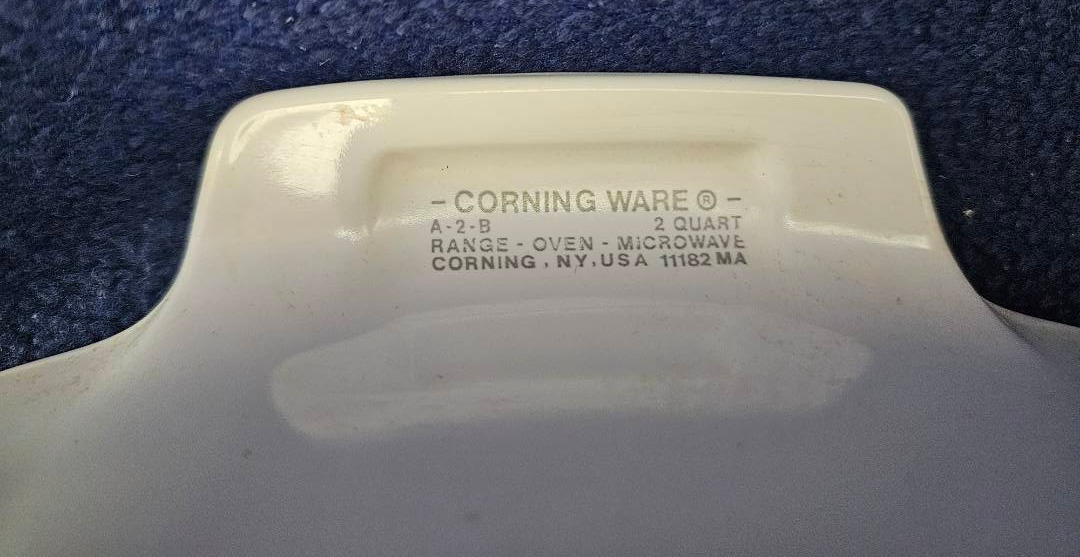 - CORNING WARE ® -
A-2-B 2 QUART
RANGE - OVEN - MICROWAVE
CORNING , NY, USA 11182 MA